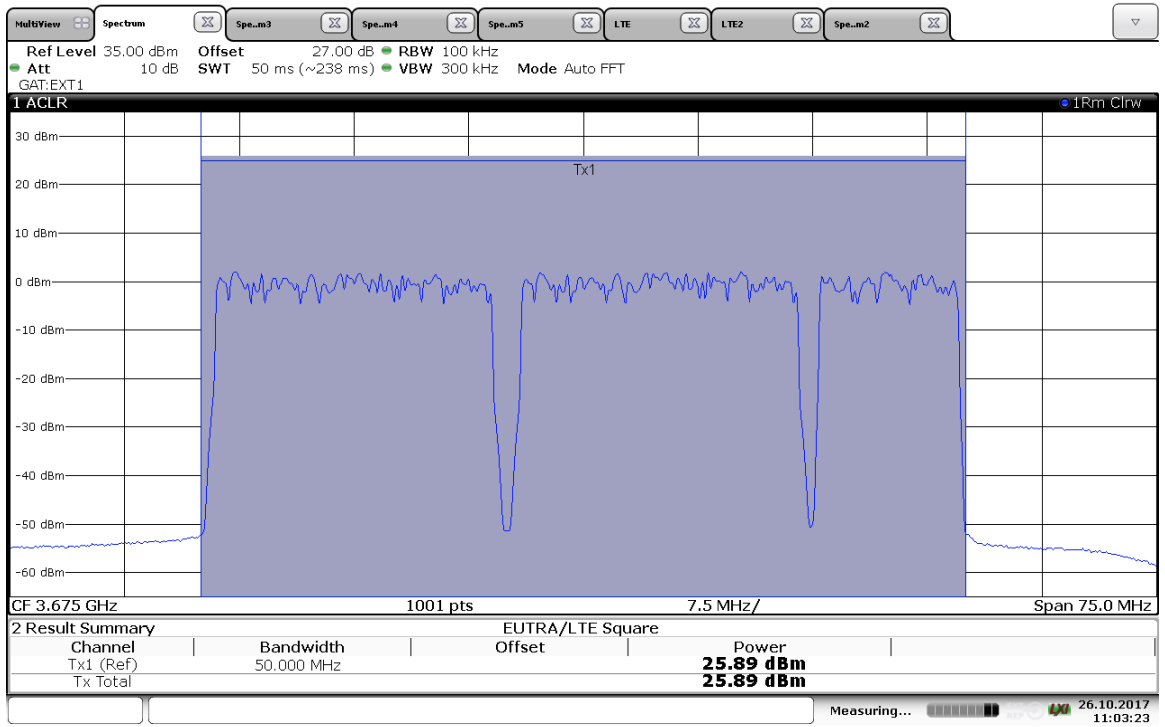 MultiView Spectrum Spe..m3 Spe..m4 Spe..m5 LTE LTE2 Spe..m2
Ref Level 35.00 dBm Offset 27.00 dB RBW 100 kHz
Att 10 dB SWT 50 ms (~238 ms) VBW 300 kHz Mode Auto FFT
GAT:EXT1
1 ACLR 1Rm Clrw
30 dBm
Tx1
20 dBm
10 dBm
0 dBm
-10 dBm
-20 dBm
-30 dBm
-40 dBm
-50 dBm
-60 dBm
CF 3.675 GHz 1001 pts 7.5 MHz/ Span 75.0 MHz
2 Result Summary EUTRA/LTE Square
Channel Bandwidth Offset Power
Tx1 (Ref) 50.000 MHz 25.89 dBm
Tx Total 25.89 dBm
Measuring... REF LXI 26.10.2017
11:03:23